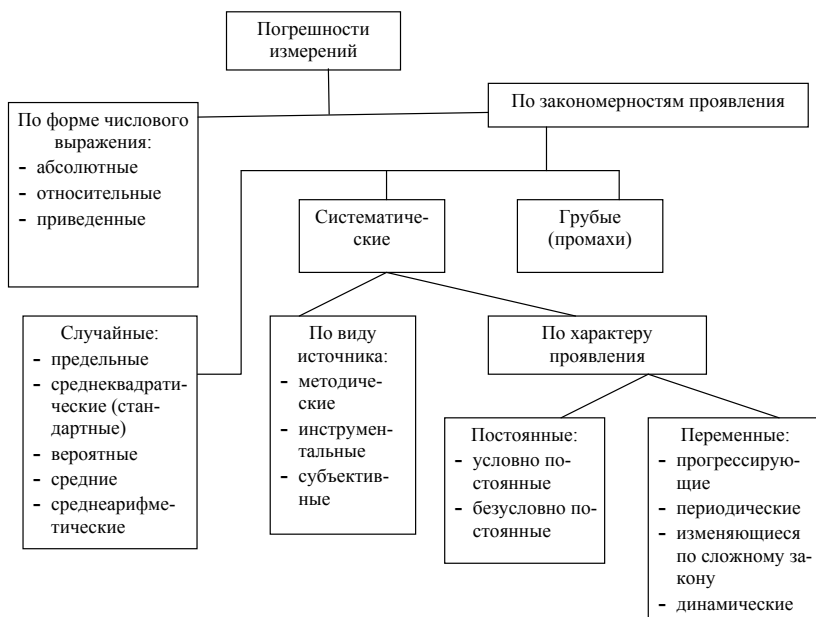 Погрешности
измерений
По форме числового
выражения:
- абсолютные
- относительные
- приведенные
По закономерностям проявления
Систематиче-
ские
Грубые
(промахи)
Случайные:
- предельные
- среднеквадрати-
ческие (стан-
дартные)
- вероятные
- средние
- среднеарифме-
тические
По виду
источника:
- методиче-
ские
- инструмен-
тальные
- субъектив-
ные
По характеру
проявления
Постоянные:
- условно по-
стоянные
- безусловно по-
стоянные
Переменные:
- прогрессирую-
щие
- периодические
- изменяющиеся
по сложному за-
кону
- динамические